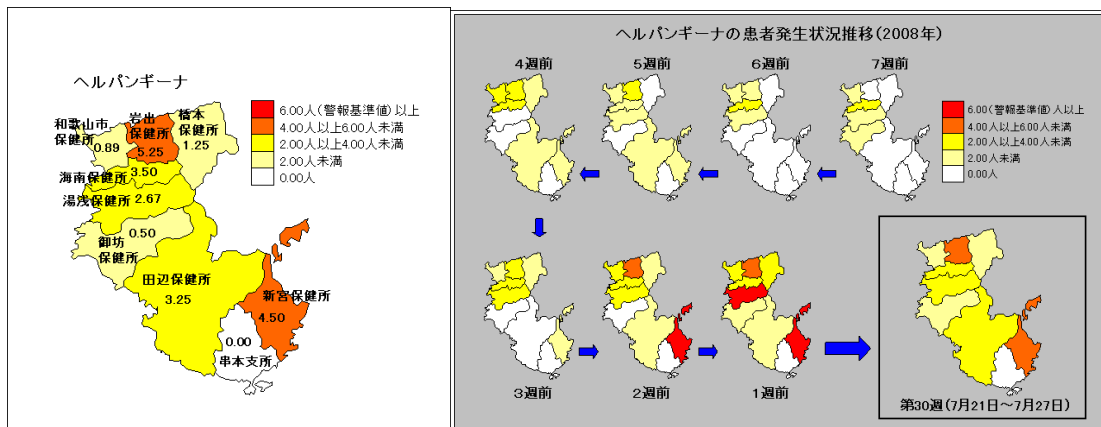 ヘルパンギーナ
6.00人(警報基準値)以上
4.00人以上6.00人未満
2.00人以上4.00人未満
2.00人未満
0.00人
和歌山市
保健所
0.89
岩出
保健所
5.25
橋本
保健所
1.25
海南保健所
3.50
湯浅保健所
2.67
御坊
保健所
0.50
田辺保健所
3.25
新宮保健所
4.50
0.00
串本支所
ヘルパンギーナの患者発生状況推移(2008年)
4週前
5週前
6週前
7週前
6.00(警報基準値)人以上
4.00人以上6.00人未満
2.00人以上4.00人未満
2.00人未満
0.00人
3週前
2週前
1週前
第30週(7月21日～7月27日)